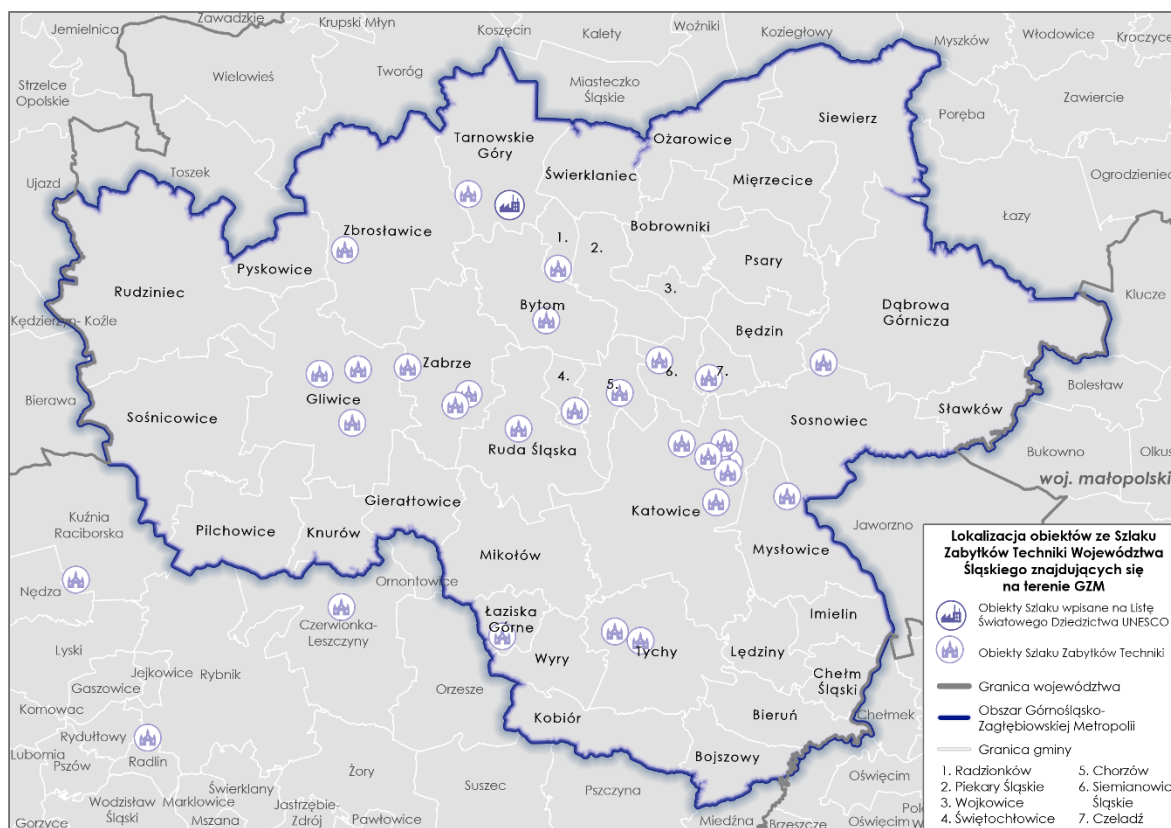 Jemielnica
Zawadzkie
Krupski Młyn
Koszęcin
Kalety
Woźniki
Koziegłowy
Myszków
Włodowice
Kroczyce
Strzelce
Opolskie
Wielowieś
Tworóg
Miasteczko
Śląskie
Poręba
Zawiercie
Tarnowskie
Góry
Ożarowice
Siewierz
Ujazd
Toszek
Świerklaniec
Mięrzecice
Ogrodzieniec
Zbrosławice
Bobrowniki
Łazy
1.
2.
Pyskowice
Psary
Rudziniec
3.
Klucze
Bytom
Dąbrowa
Górnicza
Kędzierzyn- Koźle
Będzin
Zabrze
4.
5.
6.
7.
Bolesław
Bierawa
Gliwice
Sośnicowice
Sosnowiec
Sławków
Ruda Śląska
Bukowno
Olkus
woj. małopolski
Gierałtowice
Katowice
Kuźnia
Raciborska
Pilchowice
Knurów
Mikołów
Mysłowice
Jaworzno
Nędza
Ornontowice
Czerwionka-
Leszczyny
Łaziska
Górne
Imielin
Lyski
Wyry
Tychy
Lędziny
Jejkowice
Rybnik
Gaszowice
Orzesze
Chełm
Śląski
Kornowac
Kobiór
Bieruń
Chełmek
Rydułtowy
Lubomia
Pszów
Radlin
Bojszowy
Żory
Suszec
Pszczyna
Oświęcim
Świerklany
Wodzisław
Śląski
Marklowice
Jastrzębie-
Zdrój
Gorzyce
Mszana
Pawłowice
Miedźna
Brzeszcze
Oświęcim
Lokalizacja obiektów ze Szlaku
Zabytków Techniki Województwa
Śląskiego znajdujących się
na terenie GZM
Obiekty Szlaku wpisane na Listę
Światowego Dziedzictwa UNESCO
Obiekty Szlaku Zabytków Techniki
Granica województwa
Obszar Górnośląsko-
Zagłębiowskiej Metropolii
Granica gminy
1. Radzionków
2. Piekary Śląskie
3. Wojkowice
4. Świętochłowice
5. Chorzów
6. Siemianowic
Śląskie
7. Czeladź